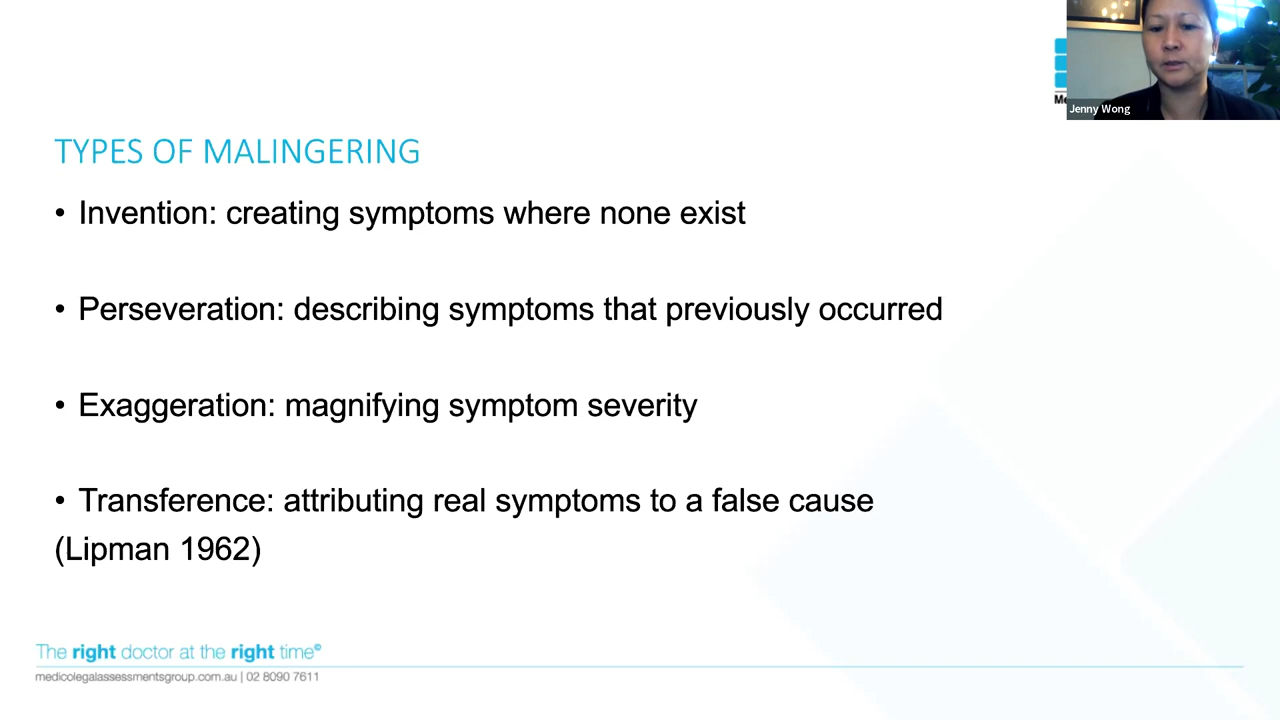 Me
Jenny Wong
TYPES OF MALINGERING
• Invention: creating symptoms where none exist
• Perseveration: describing symptoms that previously occurred
• Exaggeration: magnifying symptom severity
• Transference: attributing real symptoms to a false cause
(Lipman 1962)
The right doctor at the right time©
medicolegalassessmentsgroup.com.au | 02 8090 7611